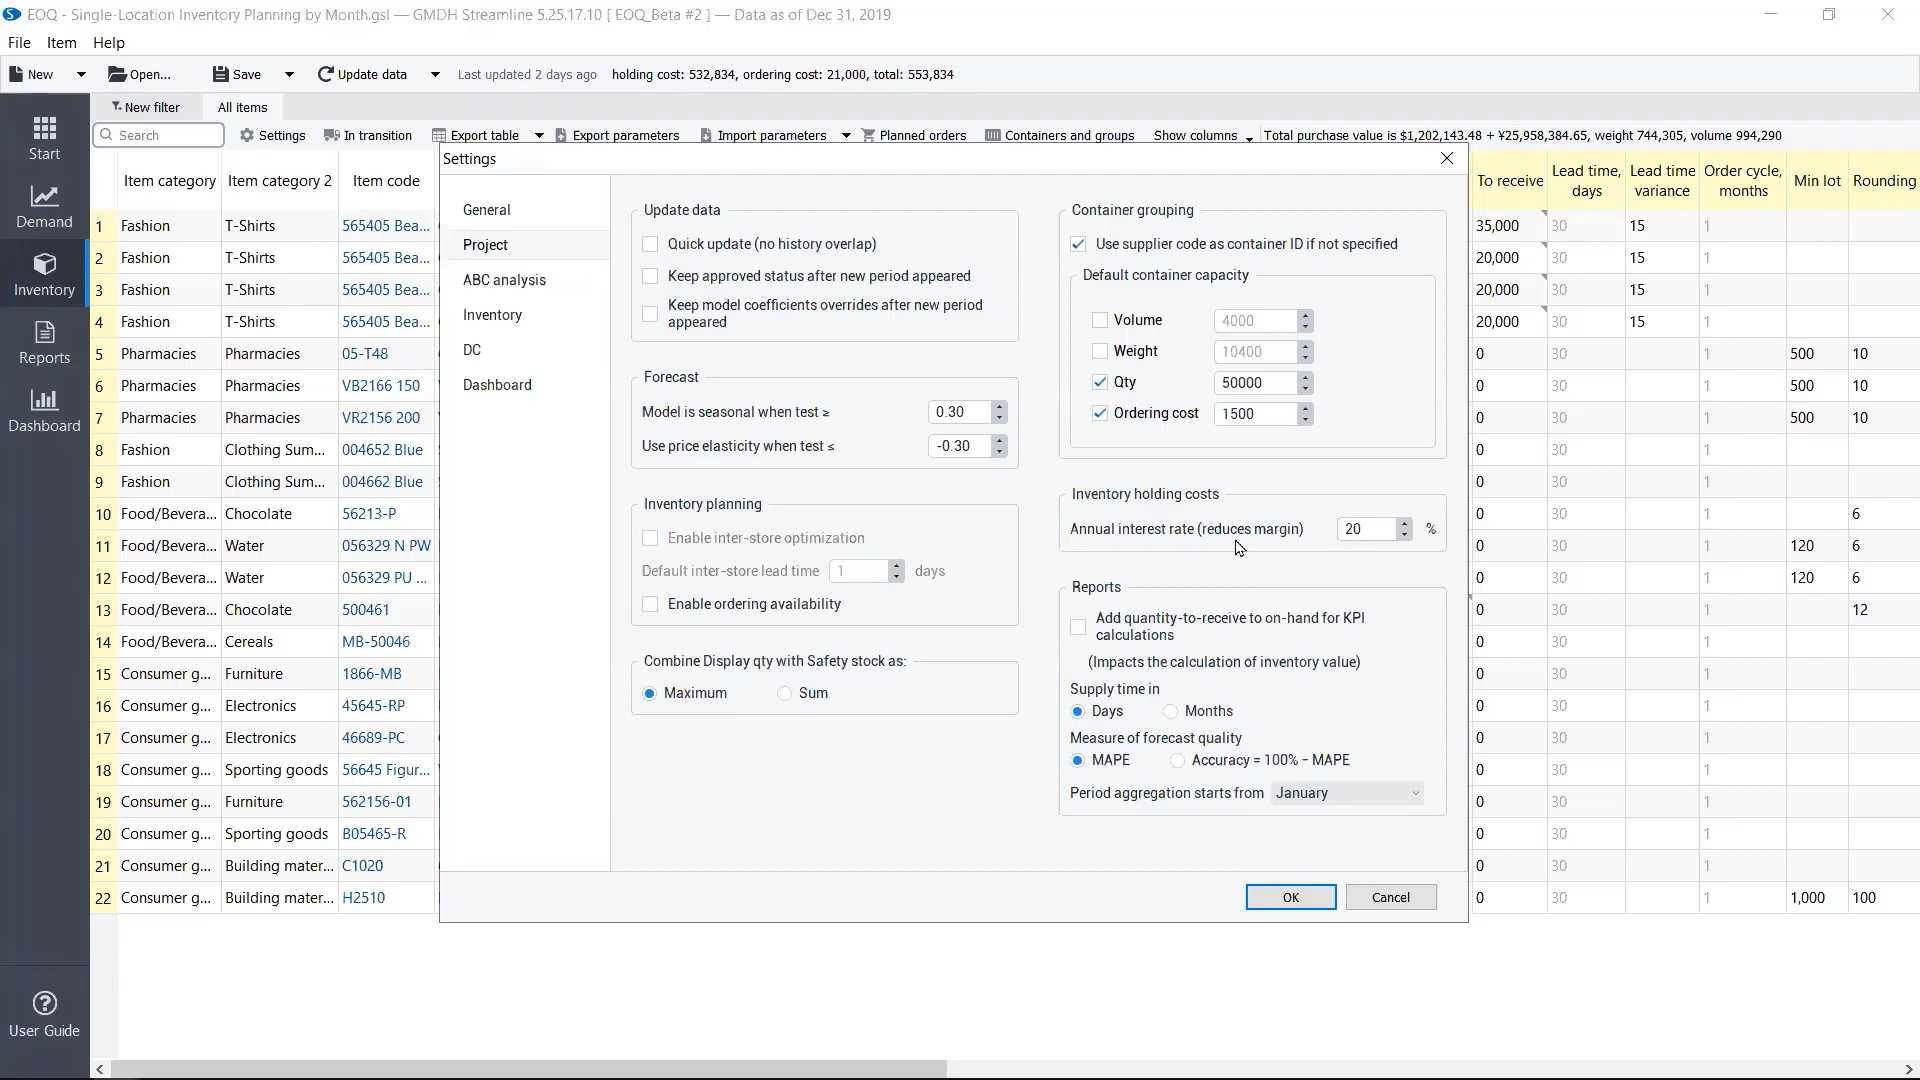 EOQ - Single-Location Inventory Planning by Month.gsl — GMDH Streamline 5.25.17.10 [ EOQ_Beta #2 ] — Data as of Dec 31, 2019
File Item Help
New Open... Save Update data Last updated 2 days ago holding cost: 532,834, ordering cost: 21,000, total: 553,834
New filter All items
Search Settings In transition Export table Export parameters Import parameters Planned orders Containers and groups Show columns Total purchase value is $1,202,143.48 + ¥25,958,384.65, weight 744,305, volume 994,290
Start
Demand
Inventory
Reports
Dashboard
User Guide
Item category Item category 2 Item code
1 Fashion T-Shirts 565405 Bea...
2 Fashion T-Shirts 565405 Bea...
3 Fashion T-Shirts 565405 Bea...
4 Fashion T-Shirts 565405 Bea...
5 Pharmacies Pharmacies 05-T48
6 Pharmacies Pharmacies VB2166 150
7 Pharmacies Pharmacies VR2156 200
8 Fashion Clothing Sum... 004652 Blue
9 Fashion Clothing Sum... 004662 Blue
10 Food/Bevera... Chocolate 56213-P
11 Food/Bevera... Water 056329 N PW
12 Food/Bevera... Water 056329 PU ...
13 Food/Bevera... Chocolate 500461
14 Food/Bevera... Cereals MB-50046
15 Consumer g... Furniture 1866-MB
16 Consumer g... Electronics 45645-RP
17 Consumer g... Electronics 46689-PC
18 Consumer g... Sporting goods 56645 Figur...
19 Consumer g... Furniture 562156-01
20 Consumer g... Sporting goods B05465-R
21 Consumer g... Building mater... C1020
22 Consumer g... Building mater... H2510
Settings
General
Project
ABC analysis
Inventory
DC
Dashboard
Update data
Quick update (no history overlap)
Keep approved status after new period appeared
Keep model coefficients overrides after new period
appeared
Forecast
Model is seasonal when test ≥ 0.30
Use price elasticity when test ≤ -0.30
Inventory planning
Enable inter-store optimization
Default inter-store lead time 1 days
Enable ordering availability
Combine Display qty with Safety stock as:
Maximum Sum
Container grouping
Use supplier code as container ID if not specified
Default container capacity
Volume 4000
Weight 10400
Qty 50000
Ordering cost 1500
Inventory holding costs
Annual interest rate (reduces margin) 20 %
Reports
Add quantity-to-receive to on-hand for KPI
calculations
(Impacts the calculation of inventory value)
Supply time in
Days Months
Measure of forecast quality
MAPE Accuracy = 100% - MAPE
Period aggregation starts from January
OK Cancel
To receive Lead time, days Lead time variance Order cycle, months Min lot Rounding
35,000 30 15 1
20,000 30 15 1
20,000 30 15 1
20,000 30 15 1
0 30 1 500 10
0 30 1 500 10
0 30 1 500 10
0 30 1
0 30 1
0 30 1 6
0 30 1 120 6
0 30 1 120 6
0 30 1 12
0 30 1
0 30 1
0 30 1
0 30 1
0 30 1
0 30 1
0 30 1
0 30 1
0 30 1 1,000 100